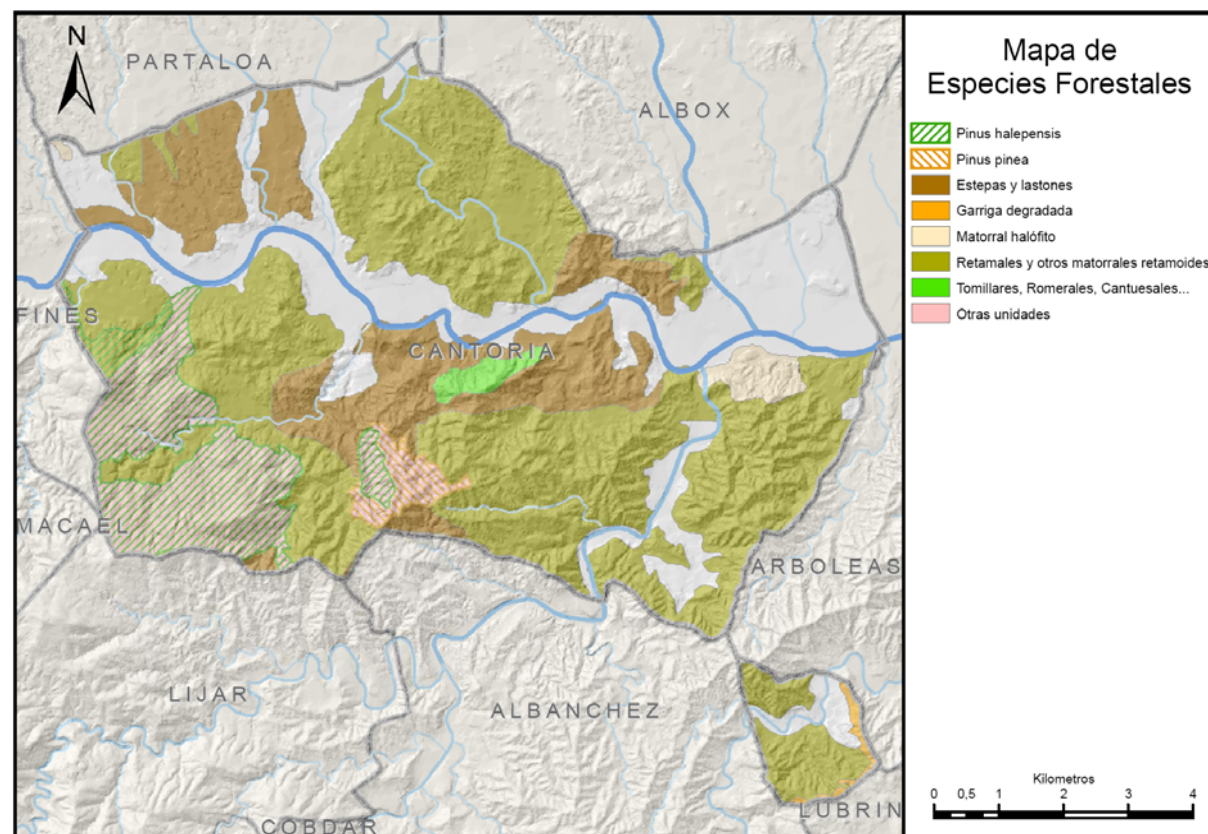 N
PARTALOA
ALBOX
FINES
CANTORIA
MACAEL
ARBOLEAS
LIJAR
ALBANCHEZ
LUBRIN
COBDAR
Mapa de
Especies Forestales
Pinus halepensis
Pinus pinea
Estepas y lastones
Garriga degradada
Matorral halófito
Retamales y otros matorrales retamoides
Tomillares, Romerales, Cantuesales...
Otras unidades
Kilometros
0 0,5 1 2 3 4